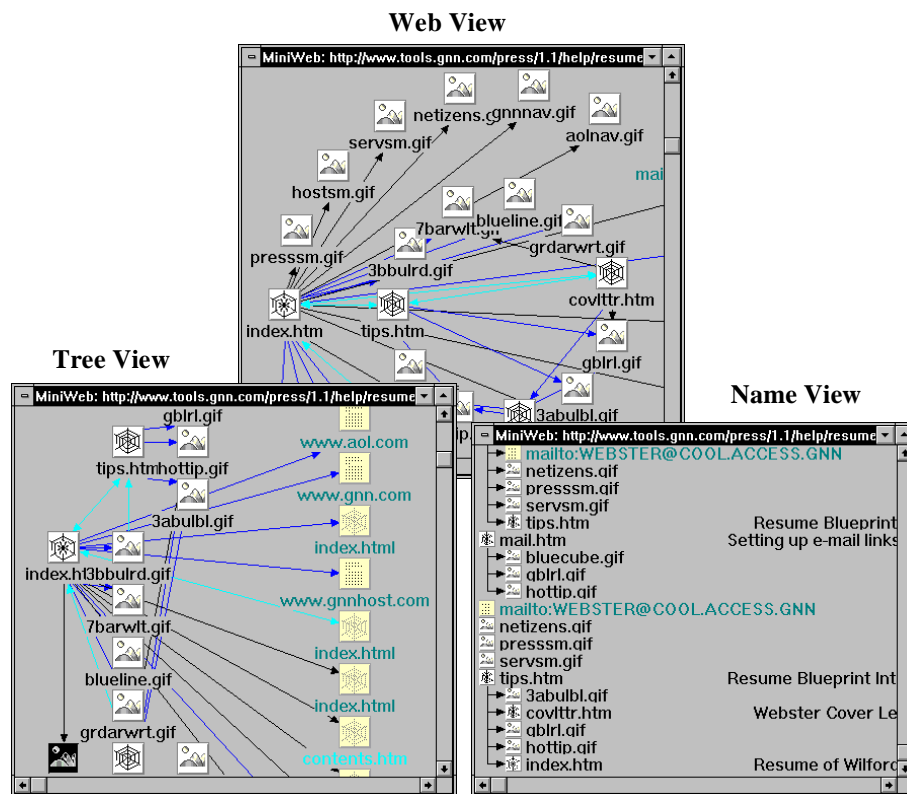 Web View
MiniWeb: http://www.tools.gnn.com/press/1.1/help/resume
netizens.g
gnnnav.gif
aolnav.gif
servsm.gif
mai
hostsm.gif
blueline.gif
7barwlt.gif
grdarwrt.gif
presssm.gif
3bbulrd.gif
covlttr.htm
index.htm
tips.htm
gblrl.gif
3abulbl.gif
Tree View
MiniWeb: http://www.tools.gnn.com/press/1.1/help/resume
gblrl.gif
www.aol.com
tips.htm
hottip.gif
www.gnn.com
3abulbl.gif
index.html
index.ht
3bbulrd.gif
www.gnnhost.com
7barwlt.gif
index.html
blueline.gif
index.html
grdarwrt.gif
contents.htm
Name View
MiniWeb: http://www.tools.gnn.com/press/1.1/help/resume
mailto:WEBSTER@COOL.ACCESS.GNN
netizens.gif
presssm.gif
servsm.gif
tips.htm Resume Blueprint
mail.htm Setting up e-mail links
bluecube.gif
gblrl.gif
hottip.gif
mailto:WEBSTER@COOL.ACCESS.GNN
netizens.gif
presssm.gif
servsm.gif
tips.htm Resume Blueprint Int
3abulbl.gif
covlttr.htm Webster Cover Le
gblrl.gif
hottip.gif
index.htm Resume of Wilfor